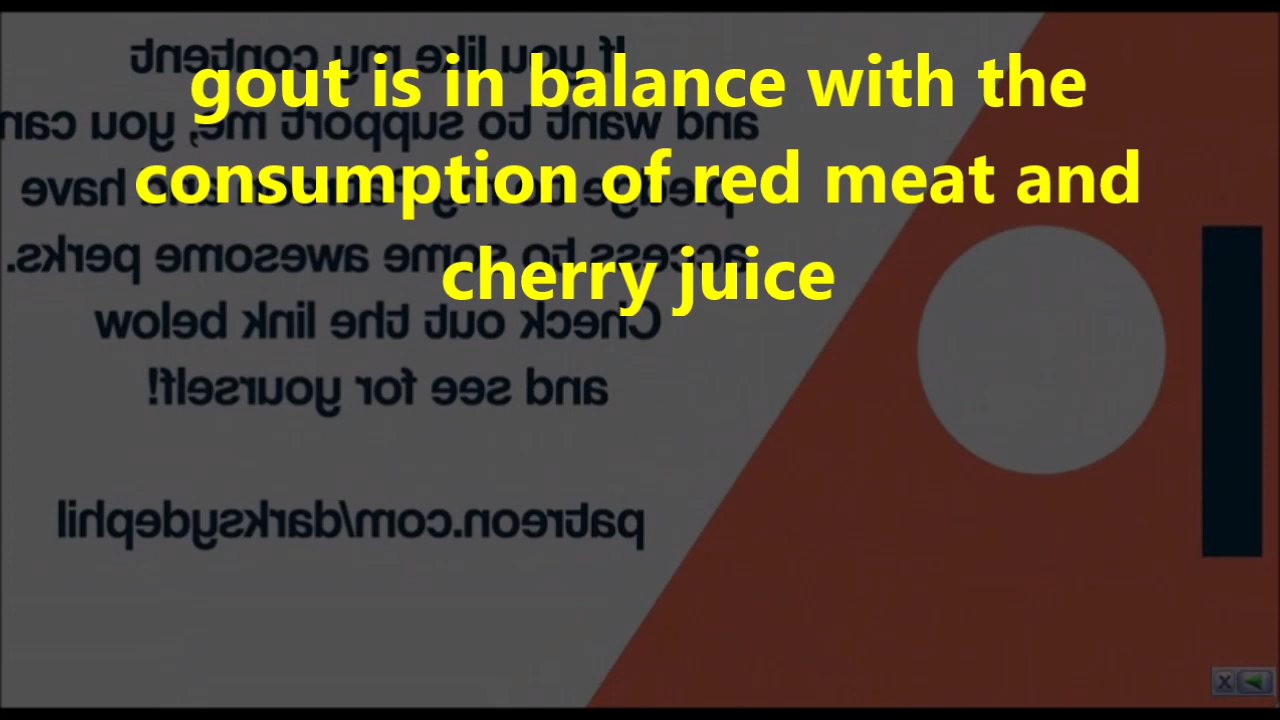 gout is in balance with the
consumption of red meat and
cherry juice
If you like my content
and want to support me, you can
pledge to my Patreon and have
access to some awesome perks.
Check out the link below
and see for yourself!
patreon.com/darksydephil
X